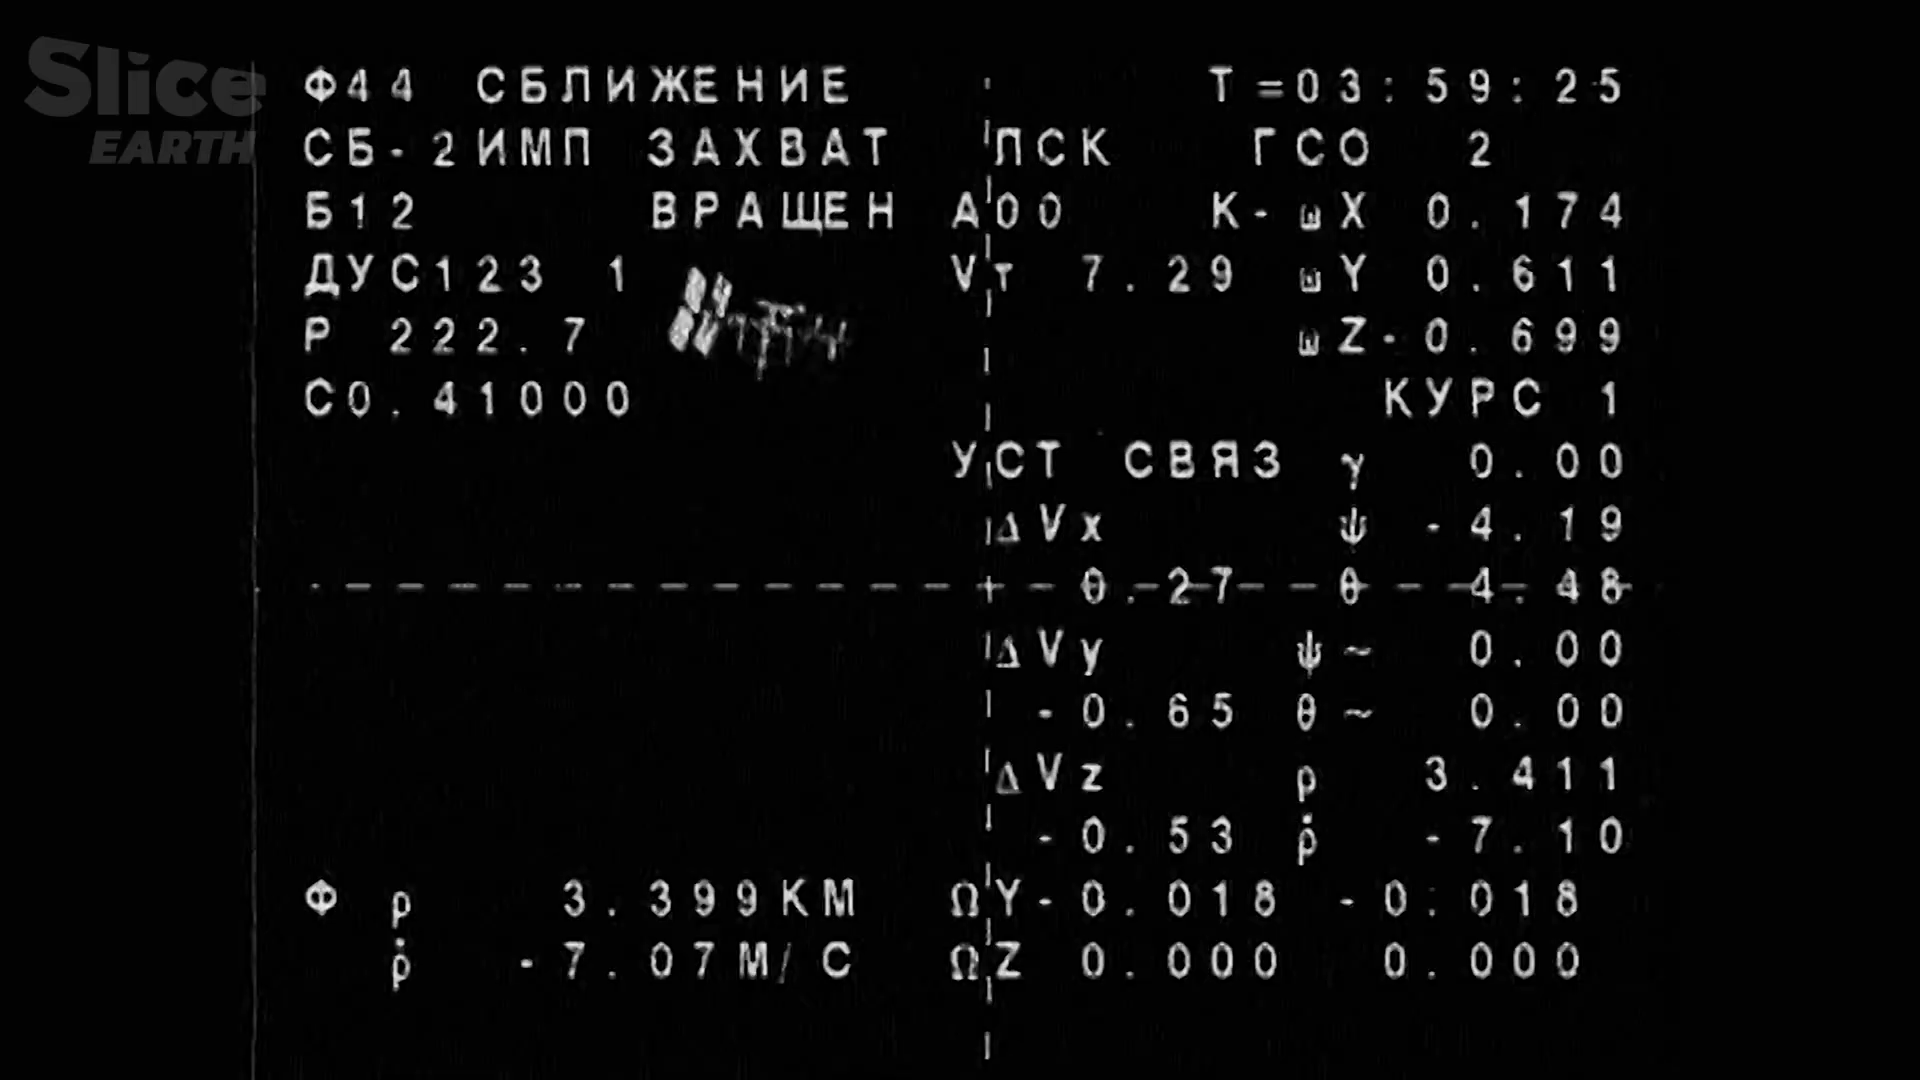 Slice
EARTH
Ф44 СБЛИЖЕНИЕ Т=03:59:25
СБ-2ИМП ЗАХВАТ ЛСК ГСО 2
Б12 ВРАЩЕН А00 К-ωX 0.174
ДУС123 1 Vт 7.29 ωY 0.611
Р 222.7 ωZ-0.699
С0.41000 КУРС 1
УСТ СВЯЗ γ 0.00
ΔVx ψ -4.19
0.27 θ 4.48
ΔVy ψ~ 0.00
-0.65 θ~ 0.00
ΔVz ρ 3.411
-0.53 ρ̇ -7.10
Ф ρ 3.399КМ ΩY-0.018 -0.018
ρ̇ -7.07М/С ΩZ 0.000 0.000